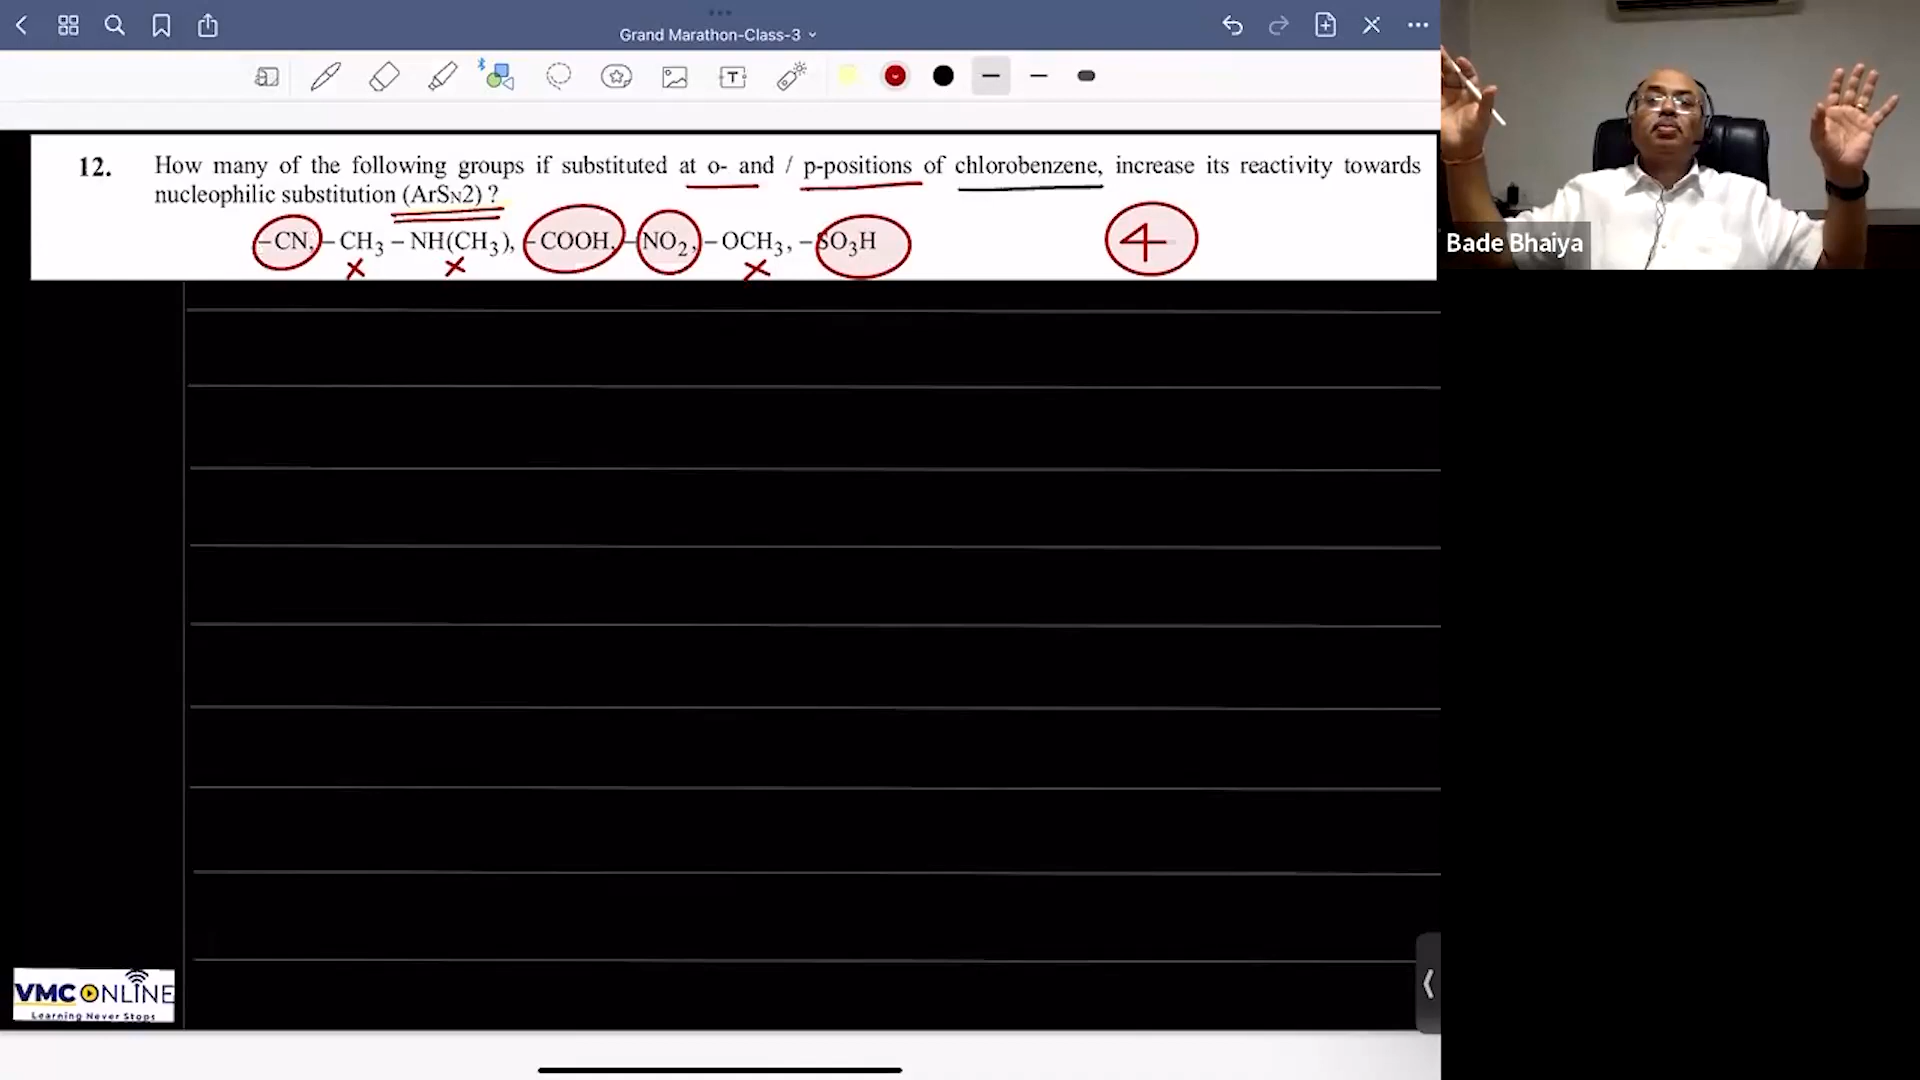 Grand Marathon-Class-3
12. How many of the following groups if substituted at o- and / p-positions of chlorobenzene, increase its reactivity towards
nucleophilic substitution (ArSN2) ?
–CN, – CH3 – NH(CH3), –COOH, –NO2, – OCH3, – SO3H
4
Bade Bhaiya
VMC ONLINE
Learning Never Stops